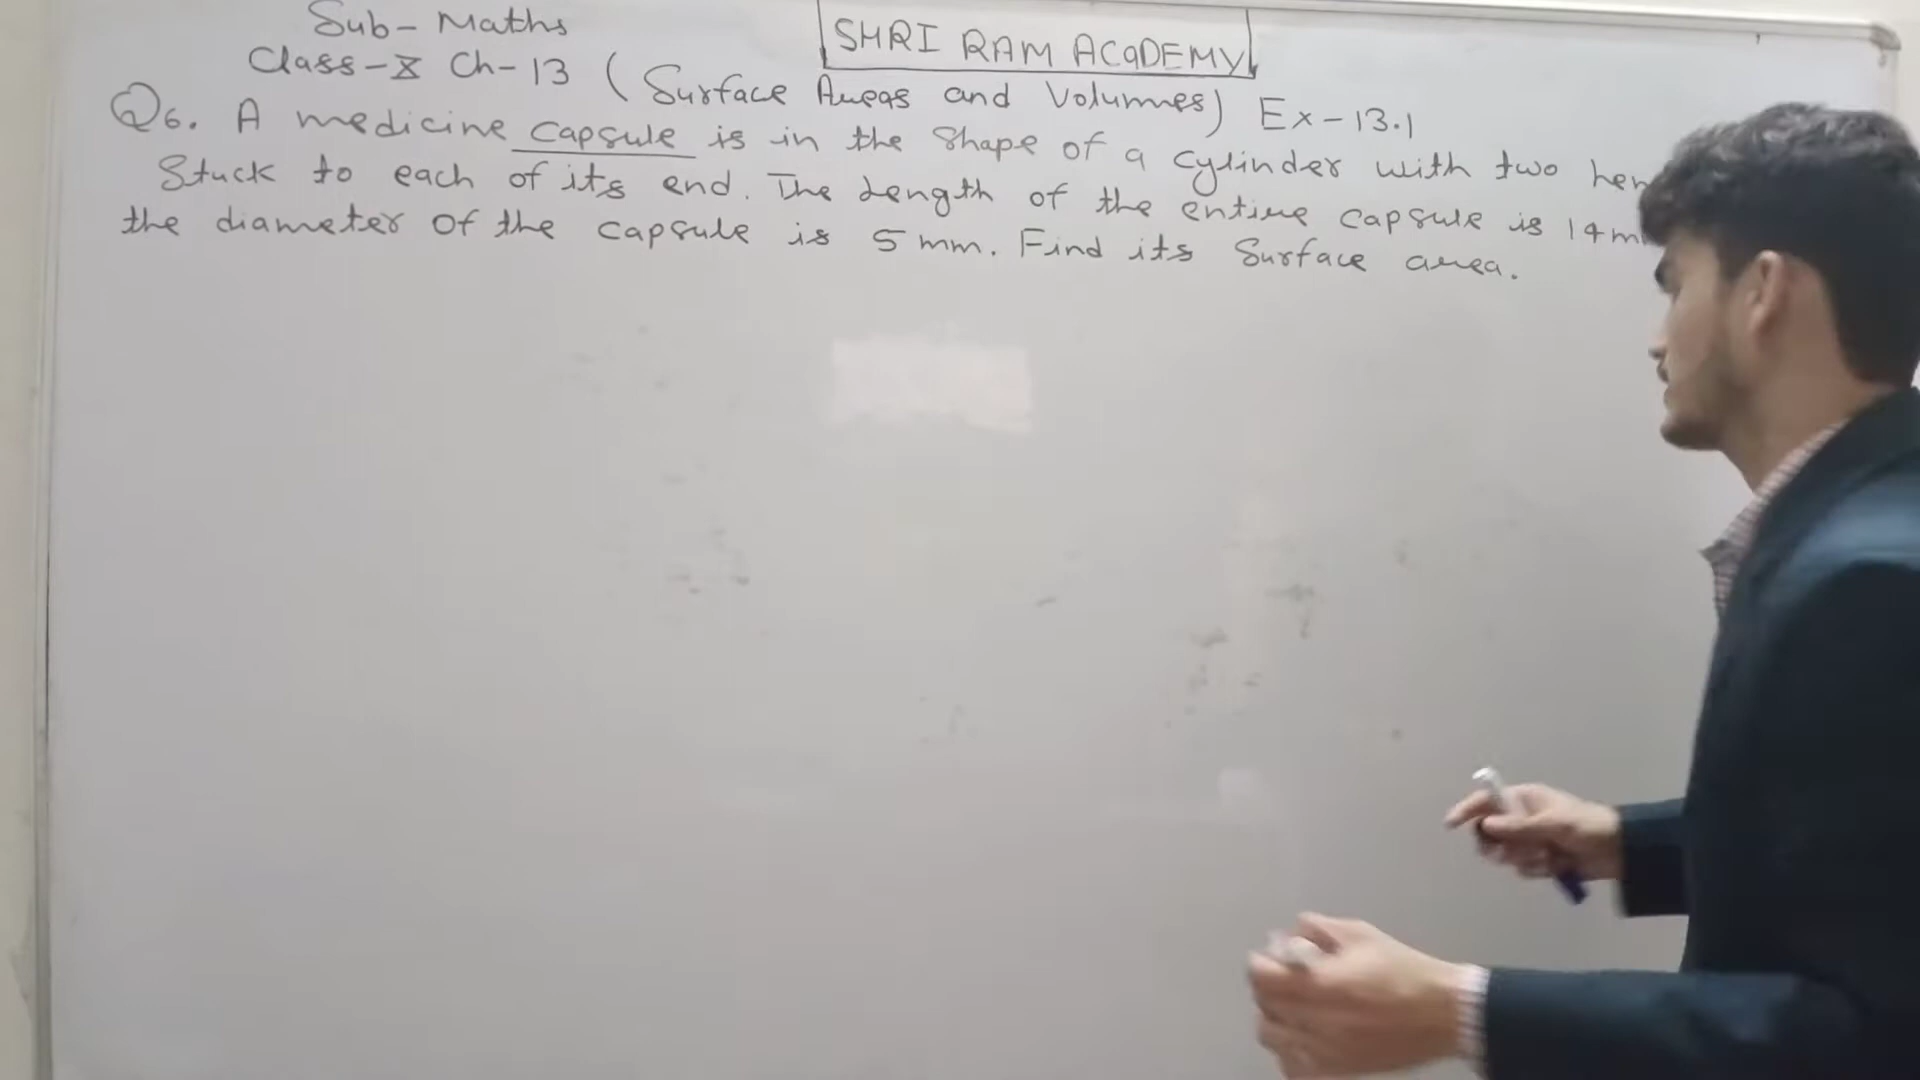 Sub- Maths
SHRI RAM ACADEMY
Class-X Ch-13 (Surface Areas and Volumes) Ex-13.1
Q6. A medicine capsule is in the shape of a cylinder with two
Stuck to each of its end. The Length of the entire capsule is 14
the diameter of the capsule is 5 mm. Find its Surface area.